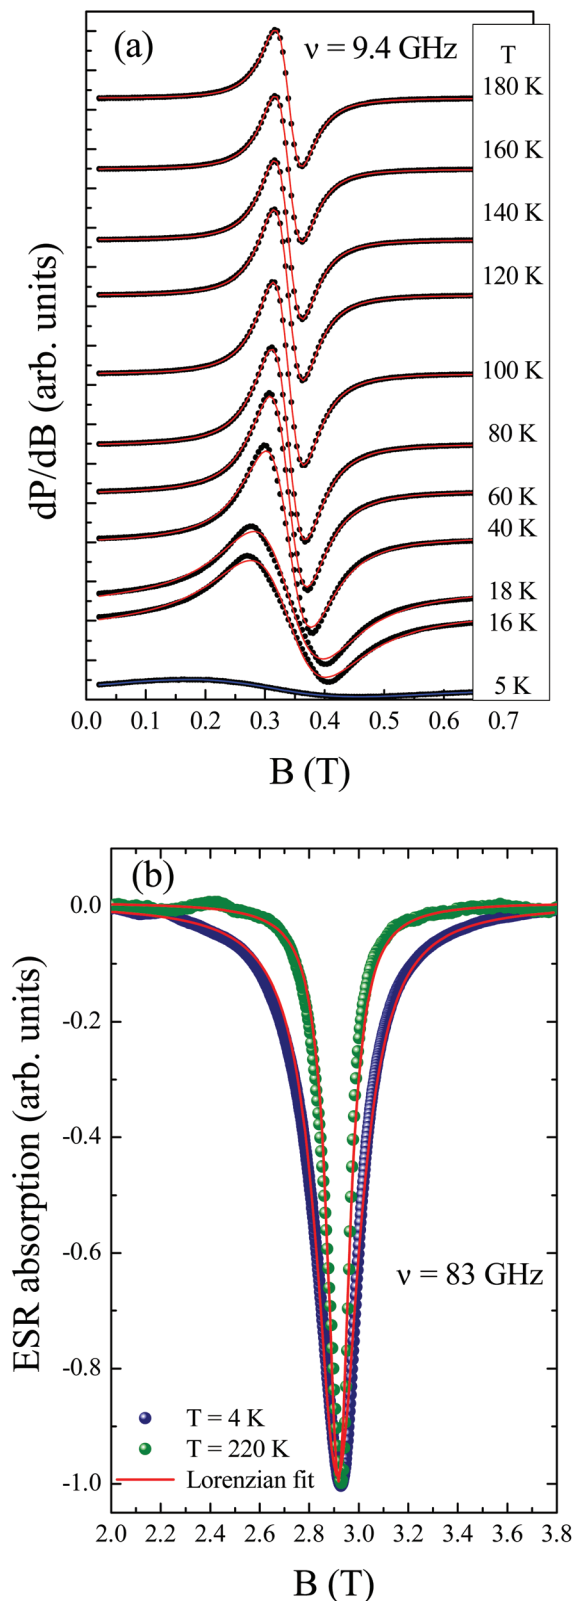 (a)
ν = 9.4 GHz
T
180 K
160 K
140 K
120 K
100 K
80 K
60 K
40 K
18 K
16 K
5 K
dP/dB (arb. units)
0.0 0.1 0.2 0.3 0.4 0.5 0.6 0.7
B (T)
(b)
0.0
-0.2
-0.4
-0.6
-0.8
-1.0
ESR absorption (arb. units)
ν = 83 GHz
T = 4 K
T = 220 K
Lorenzian fit
2.0 2.2 2.4 2.6 2.8 3.0 3.2 3.4 3.6 3.8
B (T)